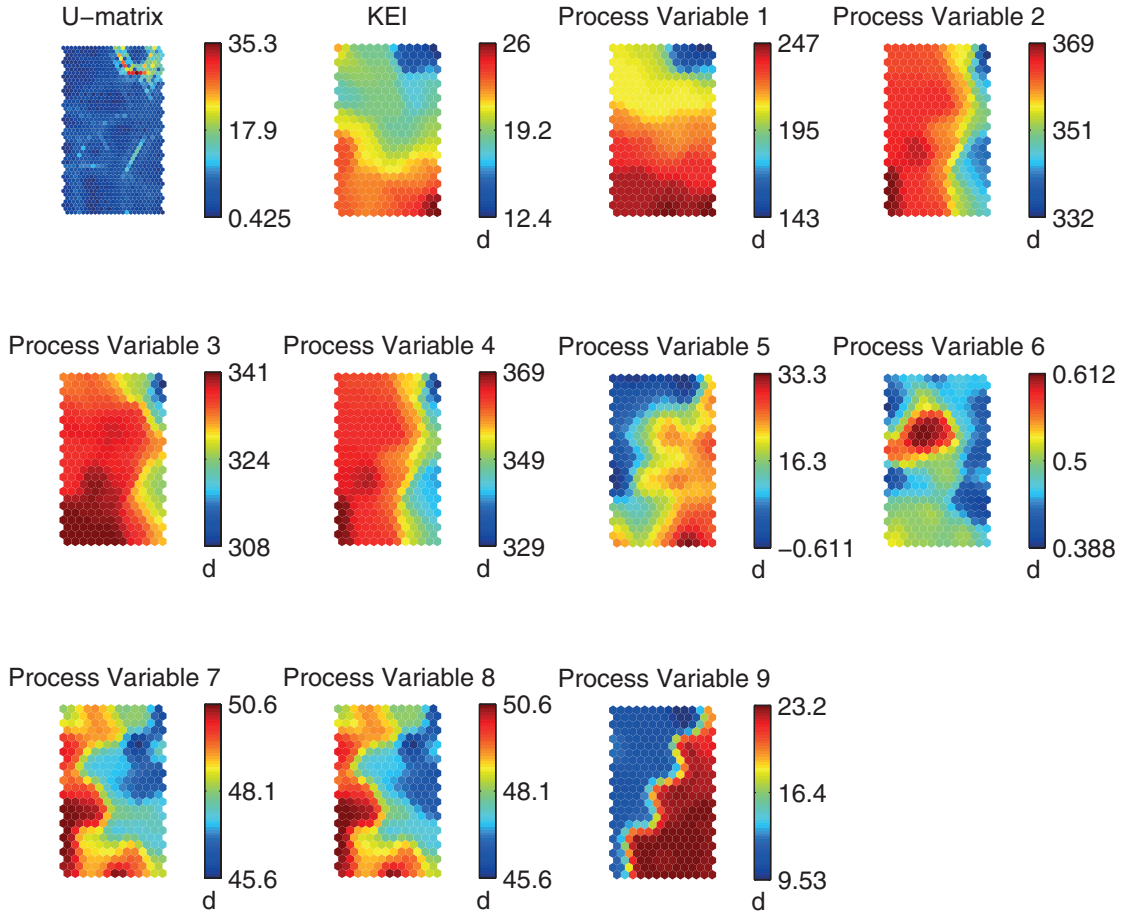 U-matrix
KEI
Process Variable 1
Process Variable 2
35.3
17.9
0.425
26
19.2
12.4
d
247
195
143
d
369
351
332
d
Process Variable 3
Process Variable 4
Process Variable 5
Process Variable 6
341
324
308
d
369
349
329
d
33.3
16.3
−0.611
d
0.612
0.5
0.388
d
Process Variable 7
Process Variable 8
Process Variable 9
50.6
48.1
45.6
d
50.6
48.1
45.6
d
23.2
16.4
9.53
d